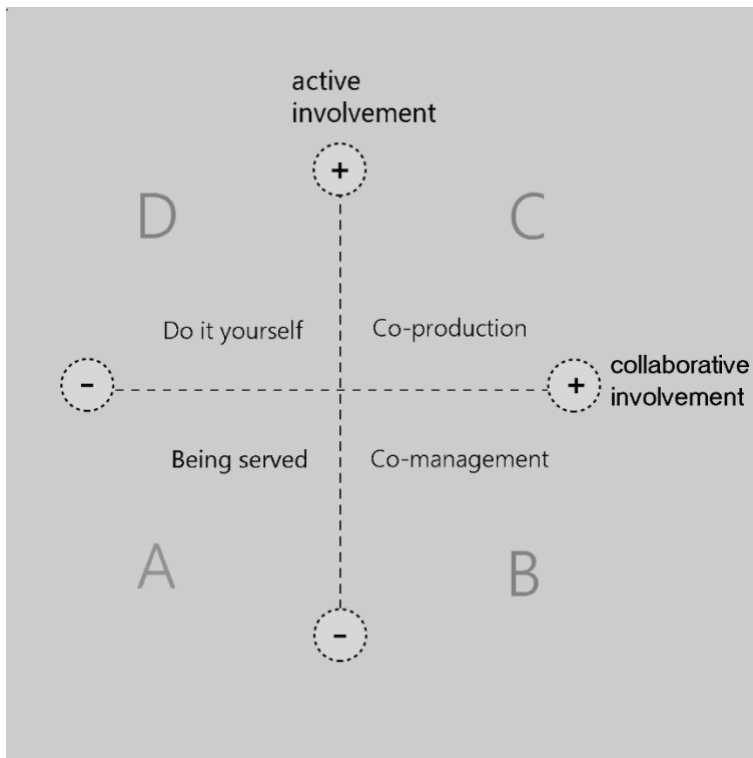 active
involvement
+
D
C
Do it yourself
Co-production
-
+
collaborative
involvement
Being served
Co-management
A
B
-